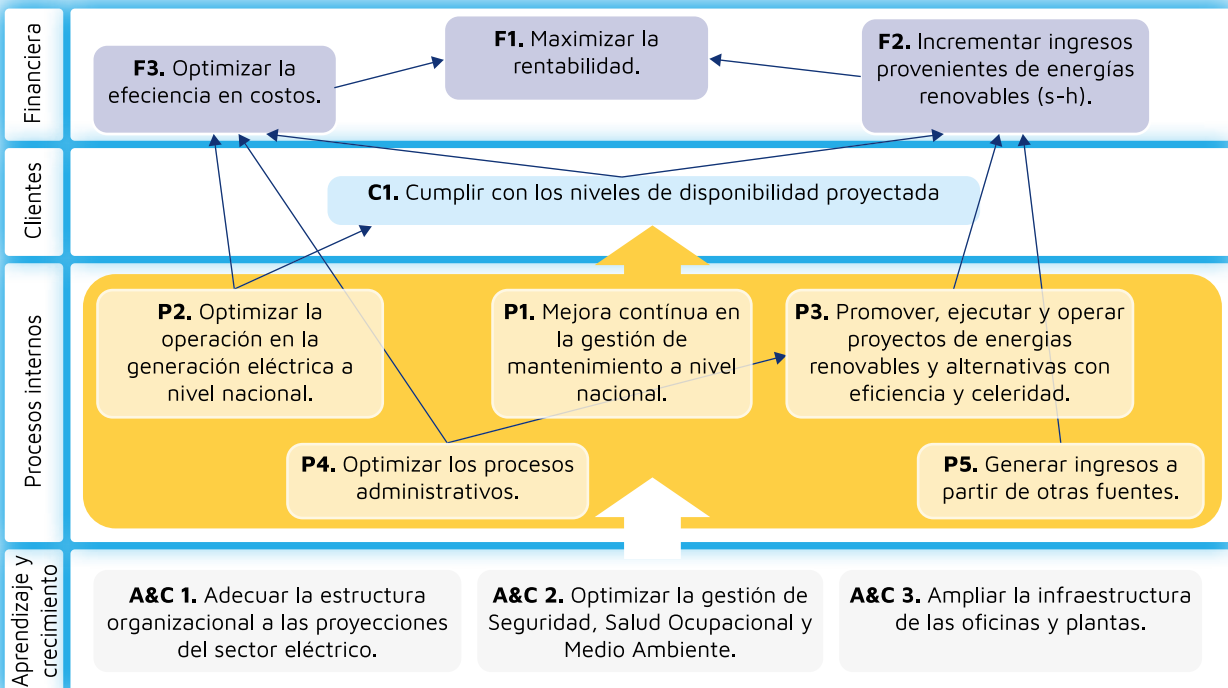 Financiera
F3. Optimizar la
efeciencia en costos.
F1. Maximizar la
rentabilidad.
F2. Incrementar ingresos
provenientes de energías
renovables (s-h).
Clientes
C1. Cumplir con los niveles de disponibilidad proyectada
Procesos internos
P2. Optimizar la
operación en la
generación eléctrica a
nivel nacional.
P1. Mejora contínua en
la gestión de
mantenimiento a nivel
nacional.
P3. Promover, ejecutar y operar
proyectos de energias
renovables y alternativas con
eficiencia y celeridad.
P4. Optimizar los procesos
administrativos.
P5. Generar ingresos a
partir de otras fuentes.
Aprendizaje y
crecimiento
A&C 1. Adecuar la estructura
organizacional a las proyecciones
del sector eléctrico.
A&C 2. Optimizar la gestión de
Seguridad, Salud Ocupacional y
Medio Ambiente.
A&C 3. Ampliar la infraestructura
de las oficinas y plantas.